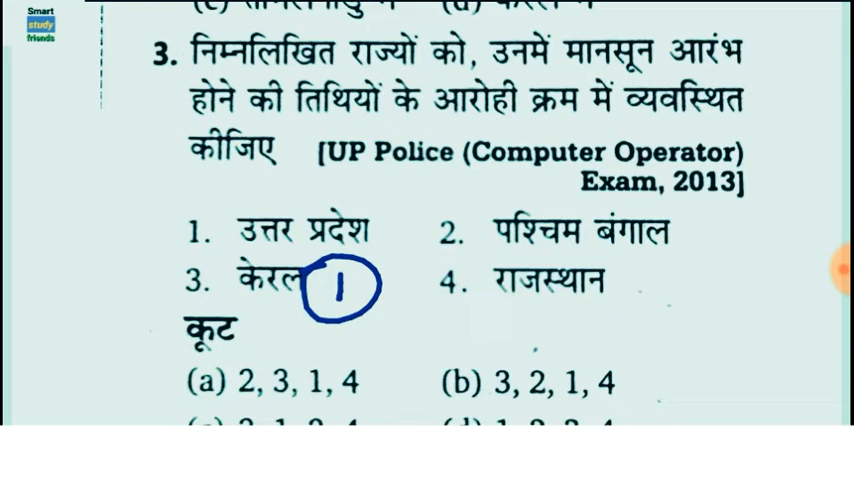 Smart
study
friends
3. निम्नलिखित राज्यों को, उनमें मानसून आरंभ
होने की तिथियों के आरोही क्रम में व्यवस्थित
कीजिए [UP Police (Computer Operator)
Exam, 2013]
1. उत्तर प्रदेश 2. पश्चिम बंगाल
3. केरल 1 4. राजस्थान
कूट
(a) 2, 3, 1, 4 (b) 3, 2, 1, 4